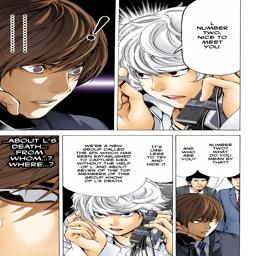 L
NUMBER
TWO,
NICE TO
MEET
YOU.
NUMBER
TWO?
WHAT
DO YOU
MEAN BY
THAT?
AND
WHO
ARE
YOU?
IT'S
USE-
LESS
TO TRY
AND
HIDE IT.
WE'RE A NEW
GROUP CALLED
THE SPK WHICH HAS
BEEN ESTABLISHED
TO CAPTURE KIRA
WITHOUT THE HELP
OF L. AND ABOUT
SEVEN OF THE TOP
MEMBERS OF THIS
GROUP KNOW
OF L'S DEATH.
...ABOUT L'S
DEATH...
FROM
WHOM...?
WHERE...?